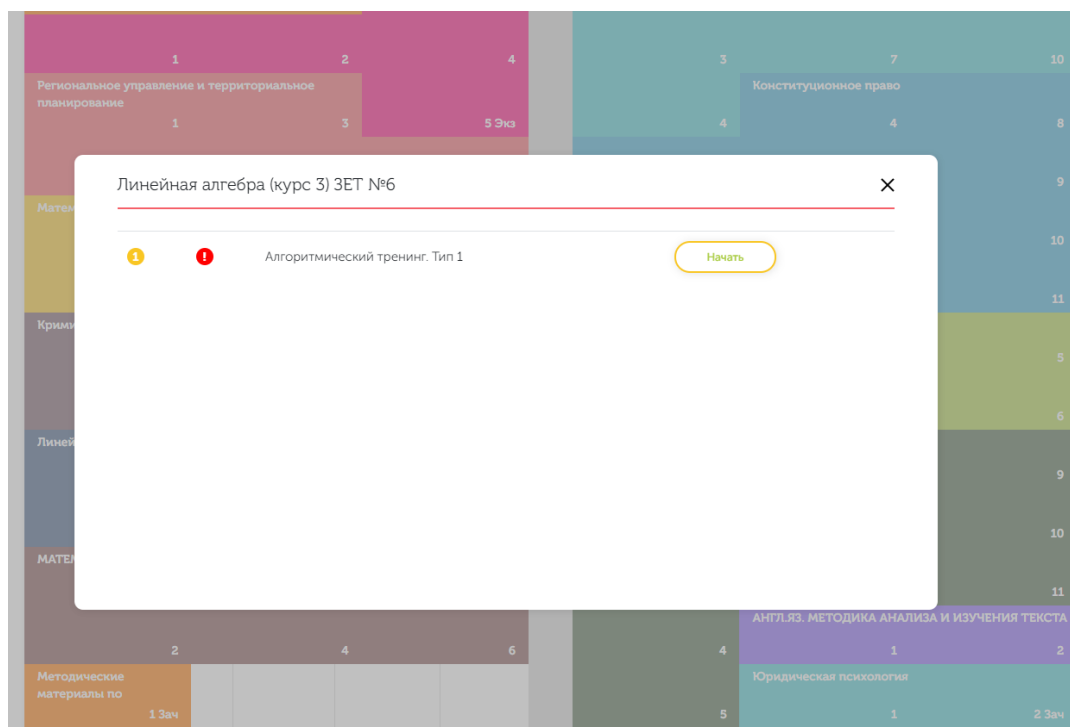 1 2 4 3 7 10
Региональное управление и территориальное
планирование
Конституционное право
1 3 5 Экз 4 4 8
Линейная алгебра (курс 3) ЗЕТ №6
9
1 ! Алгоритмический тренинг. Тип 1 Начать
10
11
5
6
9
10
11
АНГЛ.ЯЗ. МЕТОДИКА АНАЛИЗА И ИЗУЧЕНИЯ ТЕКСТА
2 4 6 4 1 2
Методические
материалы по
Юридическая психология
1 Зач 5 1 2 Зач